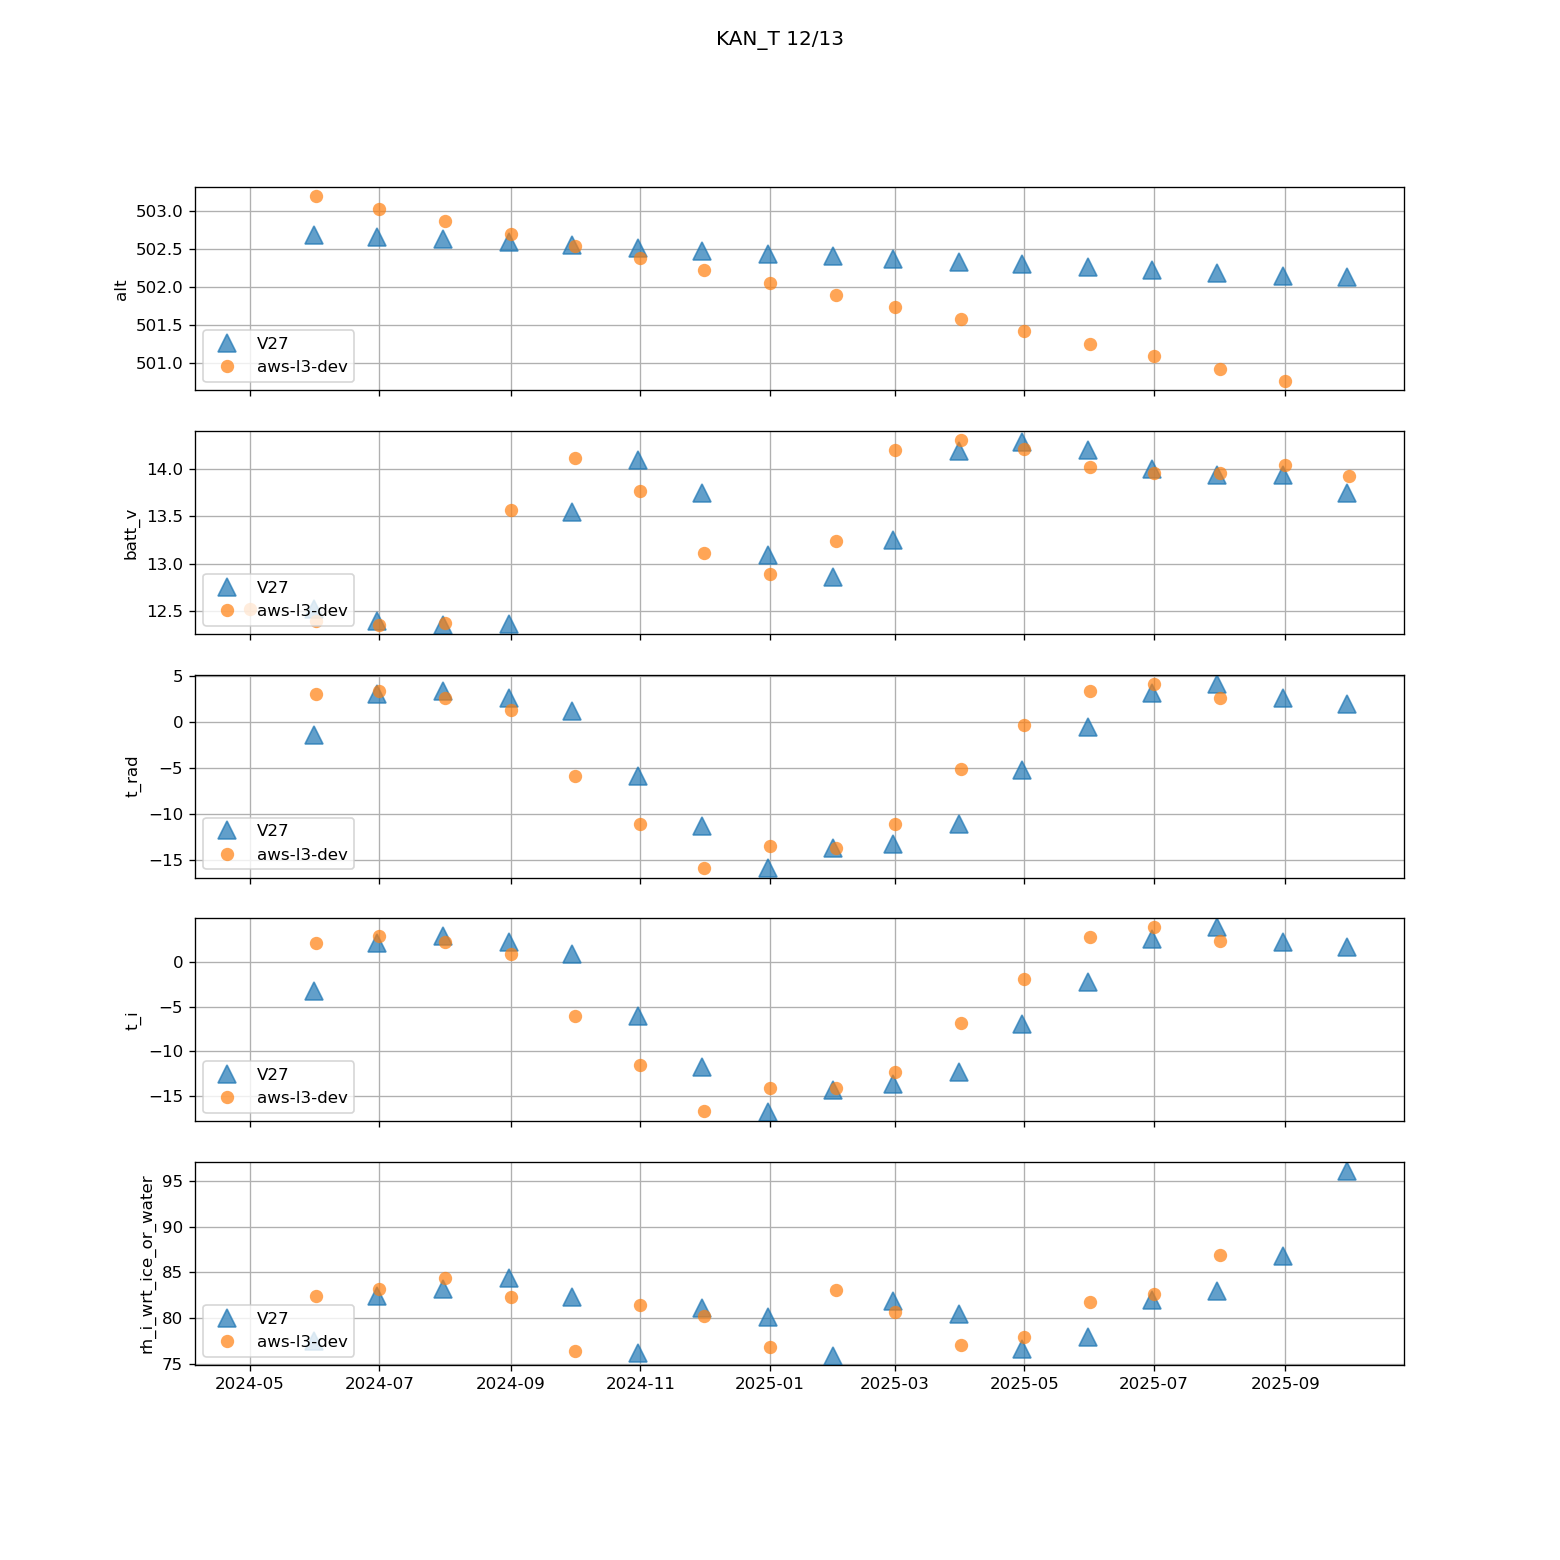 KAN_T 12/13
alt
503.0
502.5
502.0
501.5
501.0
V27
aws-l3-dev
batt_v
14.0
13.5
13.0
12.5
V27
aws-l3-dev
t_rad
5
0
−5
−10
−15
V27
aws-l3-dev
t_i
0
−5
−10
−15
V27
aws-l3-dev
rh_i_wrt_ice_or_water
95
90
85
80
75
V27
aws-l3-dev
2024-05 2024-07 2024-09 2024-11 2025-01 2025-03 2025-05 2025-07 2025-09